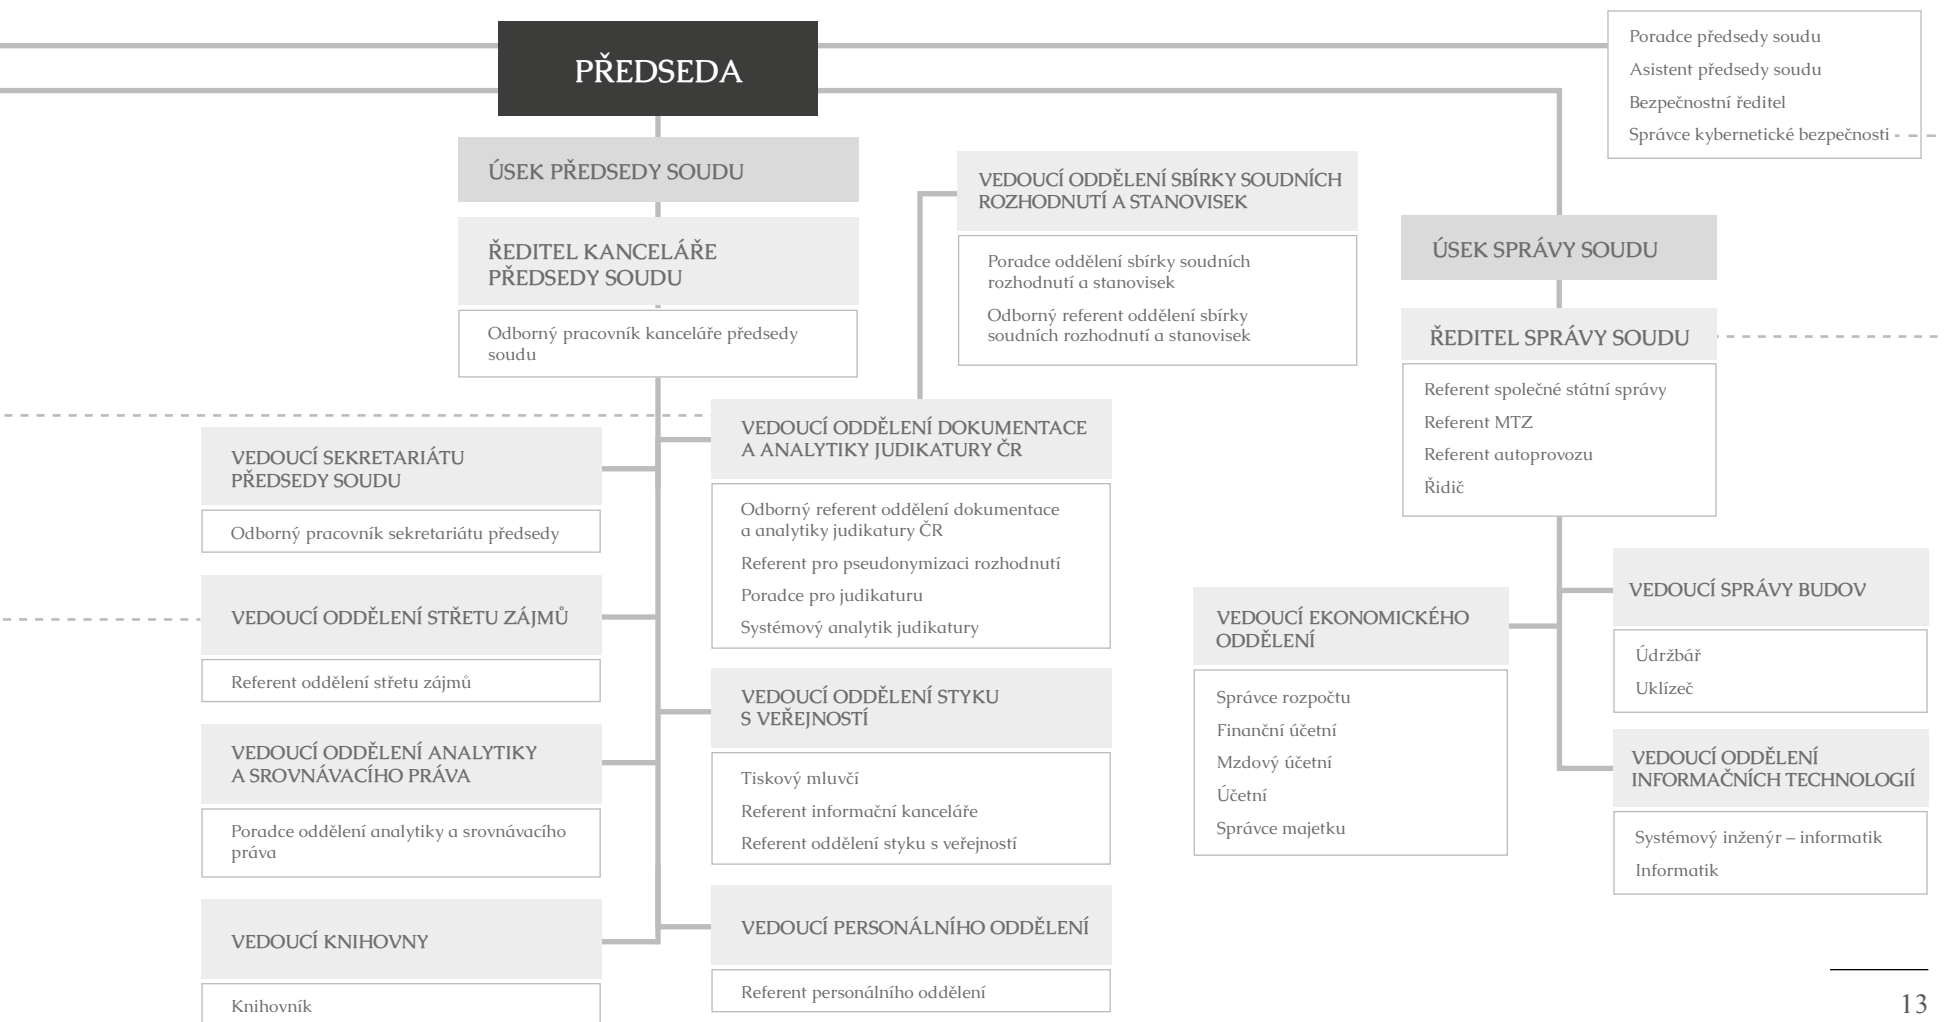 PŘEDSEDA
Poradce předsedy soudu
Asistent předsedy soudu
Bezpečnostní ředitel
Správce kybernetické bezpečnosti
ÚSEK PŘEDSEDY SOUDU
ŘEDITEL KANCELÁŘE
PŘEDSEDY SOUDU
Odborný pracovník kanceláře předsedy
soudu
VEDOUCÍ ODDĚLENÍ SBÍRKY SOUDNÍCH
ROZHODNUTÍ A STANOVISEK
Poradce oddělení sbírky soudních
rozhodnutí a stanovisek
Odborný referent oddělení sbírky
soudních rozhodnutí a stanovisek
ÚSEK SPRÁVY SOUDU
ŘEDITEL SPRÁVY SOUDU
Referent společné státní správy
Referent MTZ
Referent autoprovozu
Řidič
VEDOUCÍ SEKRETARIÁTU
PŘEDSEDY SOUDU
Odborný pracovník sekretariátu předsedy
VEDOUCÍ ODDĚLENÍ STŘETU ZÁJMŮ
Referent oddělení střetu zájmů
VEDOUCÍ ODDĚLENÍ ANALYTIKY
A SROVNÁVACÍHO PRÁVA
Poradce oddělení analytiky a srovnávacího
práva
VEDOUCÍ KNIHOVNY
Knihovník
VEDOUCÍ ODDĚLENÍ DOKUMENTACE
A ANALYTIKY JUDIKATURY ČR
Odborný referent oddělení dokumentace
a analytiky judikatury ČR
Referent pro pseudonymizaci rozhodnutí
Poradce pro judikaturu
Systémový analytik judikatury
VEDOUCÍ ODDĚLENÍ STYKU
S VEŘEJNOSTÍ
Tiskový mluvčí
Referent informační kanceláře
Referent oddělení styku s veřejností
VEDOUCÍ PERSONÁLNÍHO ODDĚLENÍ
Referent personálního oddělení
VEDOUCÍ EKONOMICKÉHO
ODDĚLENÍ
Správce rozpočtu
Finanční účetní
Mzdový účetní
Účetní
Správce majetku
VEDOUCÍ SPRÁVY BUDOV
Údržbář
Uklízeč
VEDOUCÍ ODDĚLENÍ
INFORMAČNÍCH TECHNOLOGIÍ
Systémový inženýr – informatik
Informatik
13